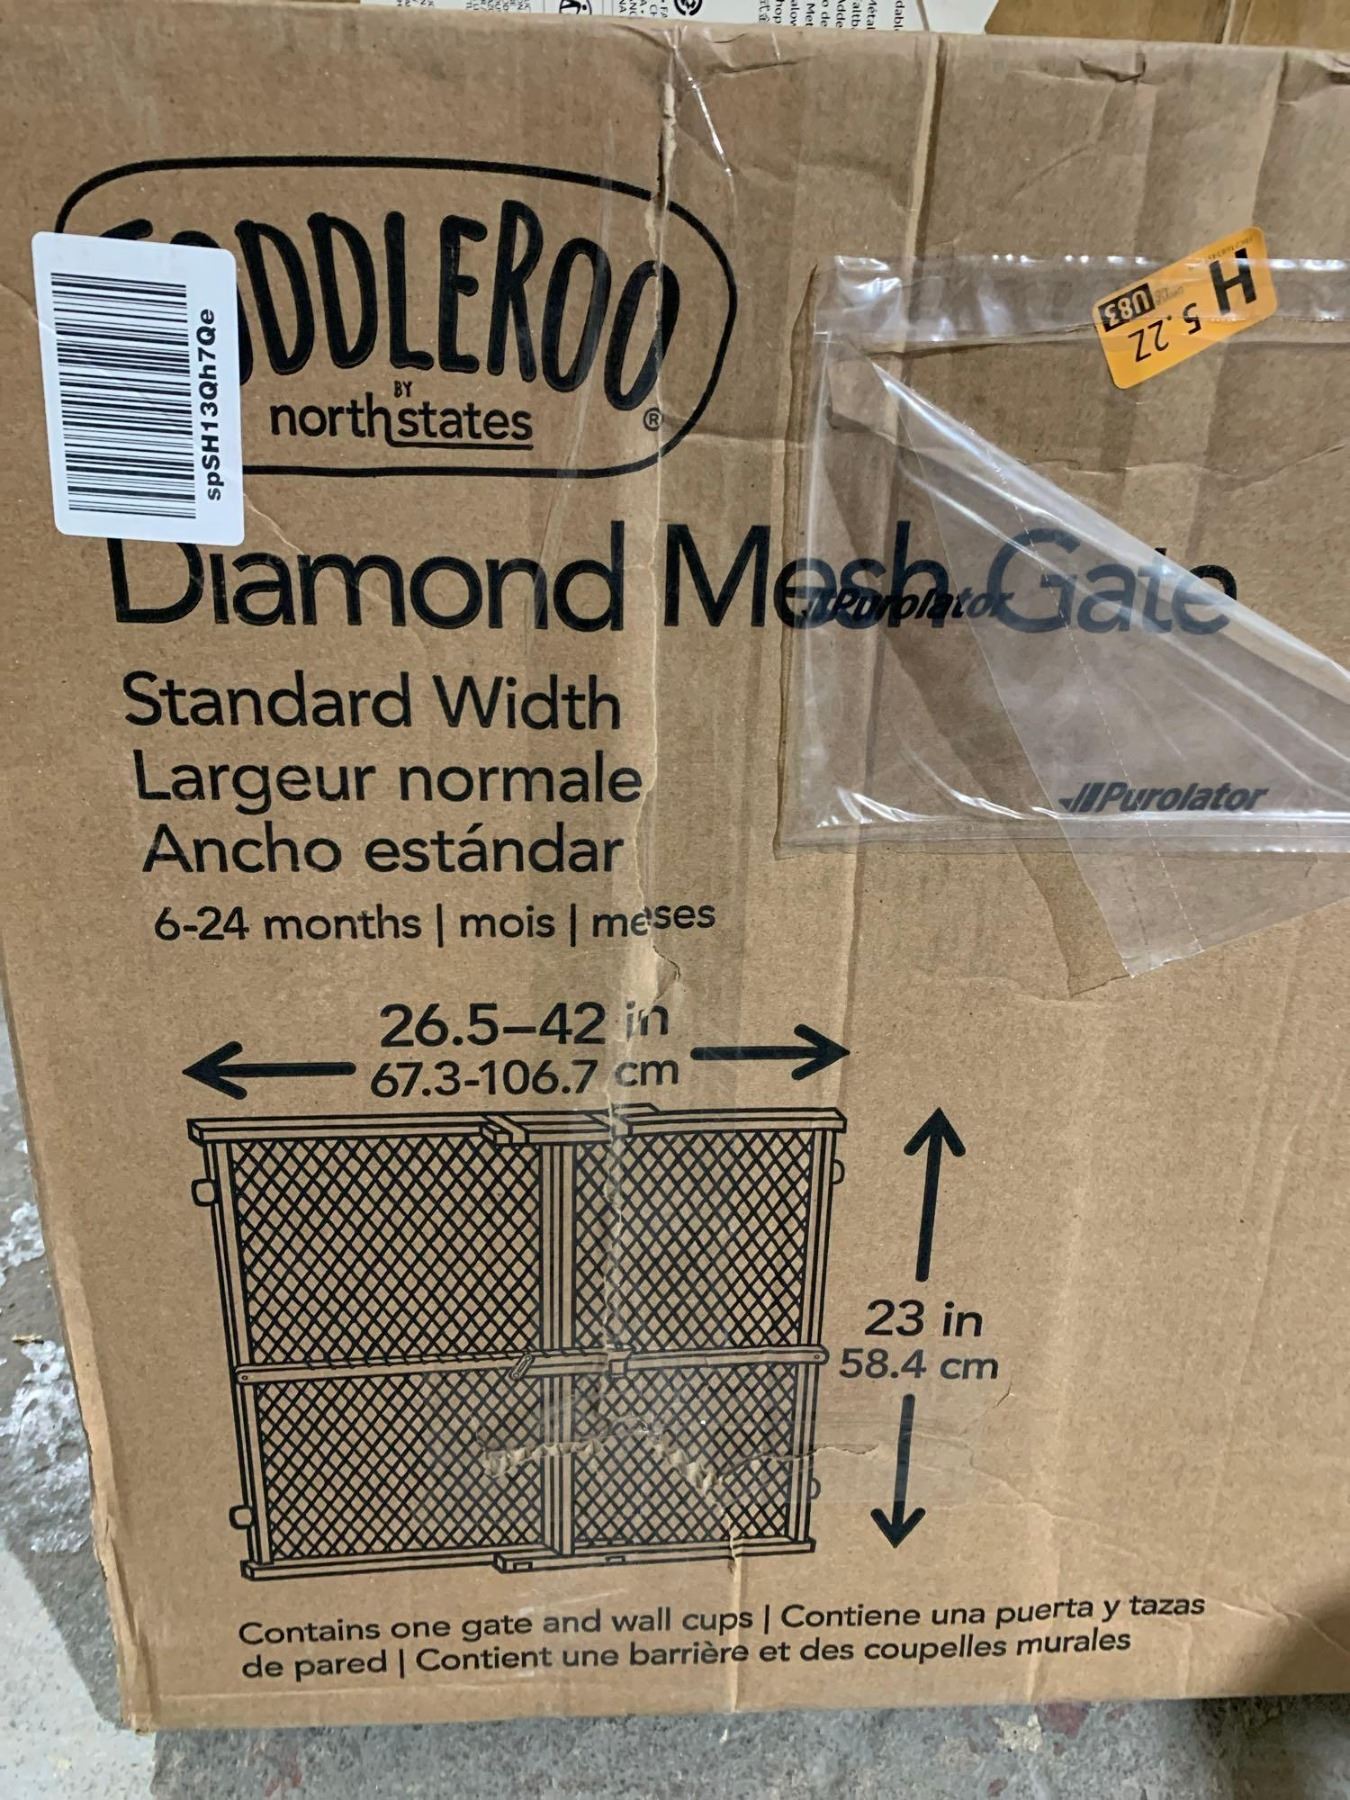 DDLEROO
BY
northstates
®
spSH13Qh7Qe
H
5.2Z
U83
Diamond Mesh Gate
Purolator
Purolator
Standard Width
Largeur normale
Ancho estándar
6-24 months | mois | meses
26.5–42 in
67.3-106.7 cm
23 in
58.4 cm
Contains one gate and wall cups | Contiene una puerta y tazas
de pared | Contient une barrière et des coupelles murales